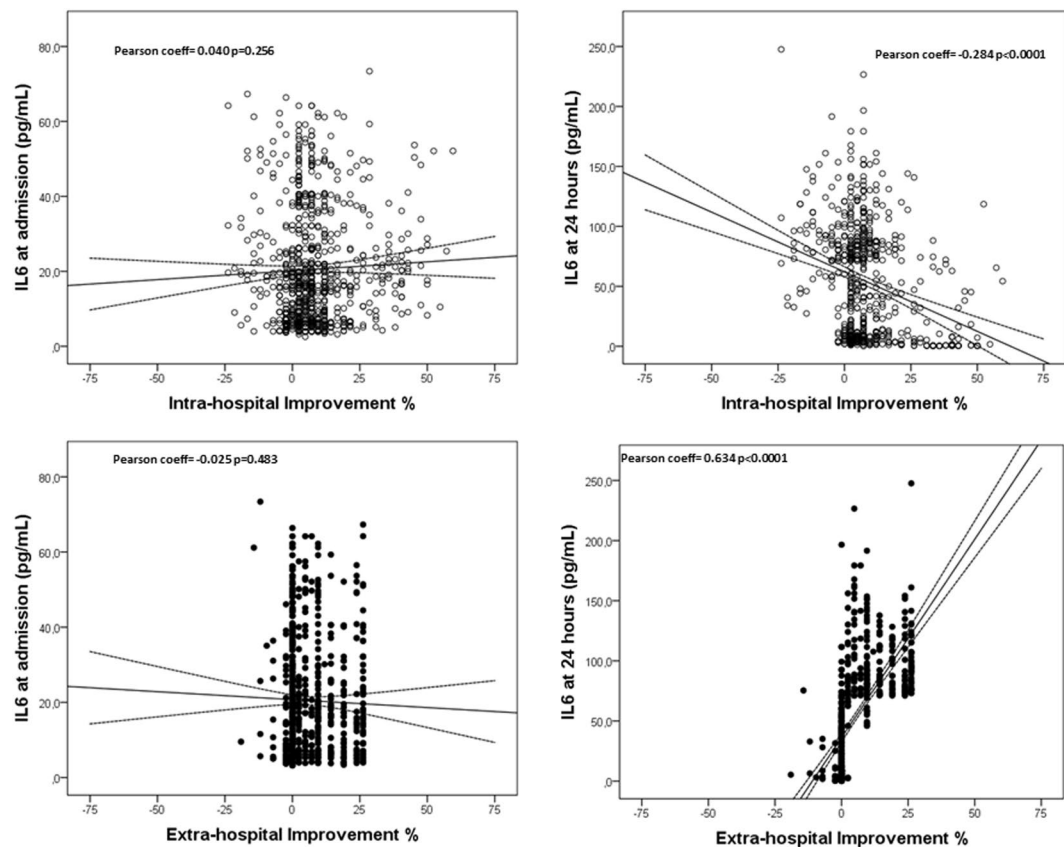 Pearson coeff= 0.040 p=0.256
IL6 at admission (pg/mL)
80,0
60,0
40,0
20,0
,0
-75 -50 -25 0 25 50 75
Intra-hospital Improvement %
Pearson coeff= -0.284 p<0.0001
IL6 at 24 hours (pg/mL)
250,0
200,0
150,0
100,0
50,0
,0
-75 -50 -25 0 25 50 75
Intra-hospital Improvement %
Pearson coeff= -0.025 p=0.483
IL6 at admission (pg/mL)
80,0
60,0
40,0
20,0
,0
-75 -50 -25 0 25 50 75
Extra-hospital Improvement %
Pearson coeff= 0.634 p<0.0001
IL6 at 24 hours (pg/mL)
250,0
200,0
150,0
100,0
50,0
,0
-75 -50 -25 0 25 50 75
Extra-hospital Improvement %